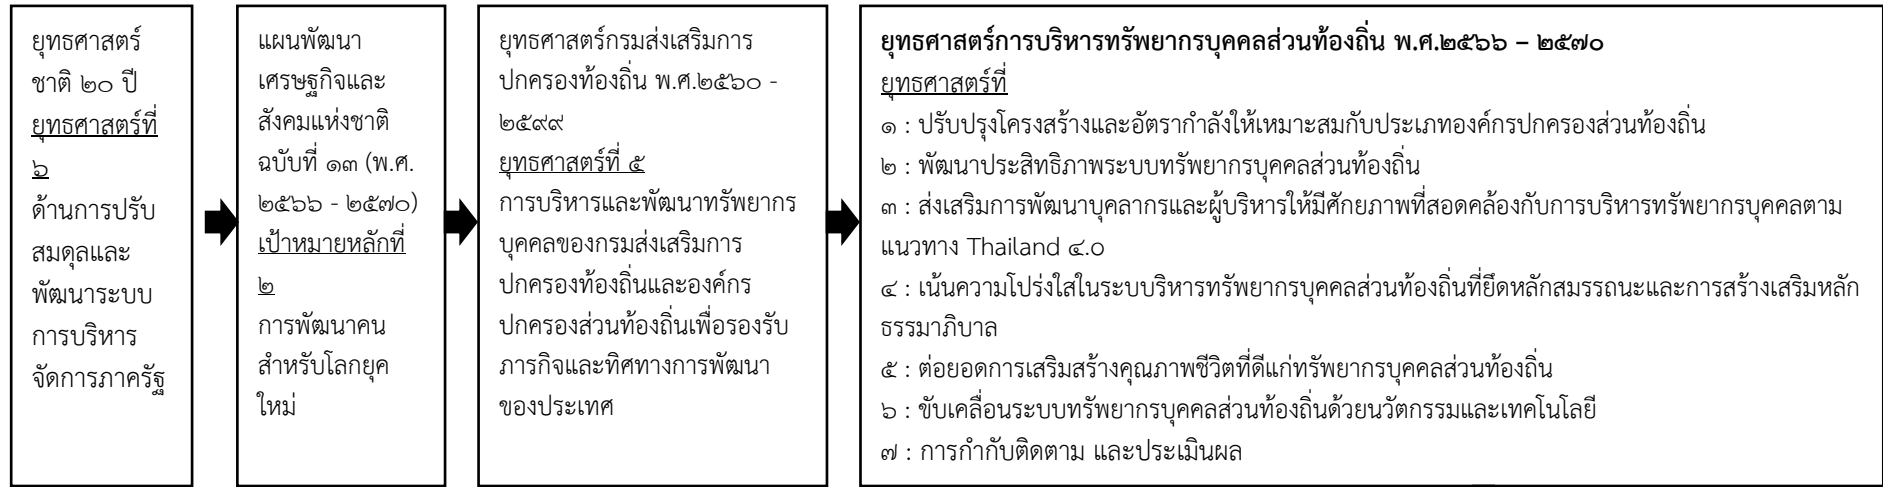 ยุทธศาสตร์
ชาติ ๒๐ ปี
ยุทธศาสตร์ที่
๖
ด้านการปรับ
สมดุลและ
พัฒนาระบบ
การบริหาร
จัดการภาครัฐ
แผนพัฒนา
เศรษฐกิจและ
สังคมแห่งชาติ
ฉบับที่ ๑๓ (พ.ศ.
๒๕๖๖ - ๒๕๗๐)
เป้าหมายหลักที่
๒
การพัฒนาคน
สำหรับโลกยุค
ใหม่
ยุทธศาสตร์กรมส่งเสริมการ
ปกครองท้องถิ่น พ.ศ.๒๕๖๐ -
๒๕๙๙
ยุทธศาสตร์ที่ ๕
การบริหารและพัฒนาทรัพยากร
บุคคลของกรมส่งเสริมการ
ปกครองท้องถิ่นและองค์กร
ปกครองส่วนท้องถิ่นเพื่อรองรับ
ภารกิจและทิศทางการพัฒนา
ของประเทศ
ยุทธศาสตร์การบริหารทรัพยากรบุคคลส่วนท้องถิ่น พ.ศ.๒๕๖๖ – ๒๕๗๐
ยุทธศาสตร์ที่
๑ : ปรับปรุงโครงสร้างและอัตรากำลังให้เหมาะสมกับประเภทองค์กรปกครองส่วนท้องถิ่น
๒ : พัฒนาประสิทธิภาพระบบทรัพยากรบุคคลส่วนท้องถิ่น
๓ : ส่งเสริมการพัฒนาบุคลากรและผู้บริหารให้มีศักยภาพที่สอดคล้องกับการบริหารทรัพยากรบุคคลตาม
แนวทาง Thailand ๔.๐
๔ : เน้นความโปร่งใสในระบบริหารทรัพยากรบุคคลส่วนท้องถิ่นที่ยึดหลักสมรรถนะและการสร้างเสริมหลัก
ธรรมาภิบาล
๕ : ต่อยอดการเสริมสร้างคุณภาพชีวิตที่ดีแก่ทรัพยากรบุคคลส่วนท้องถิ่น
๖ : ขับเคลื่อนระบบทรัพยากรบุคคลส่วนท้องถิ่นด้วยนวัตกรรมและเทคโนโลยี
๗ : การกำกับติดตาม และประเมินผล